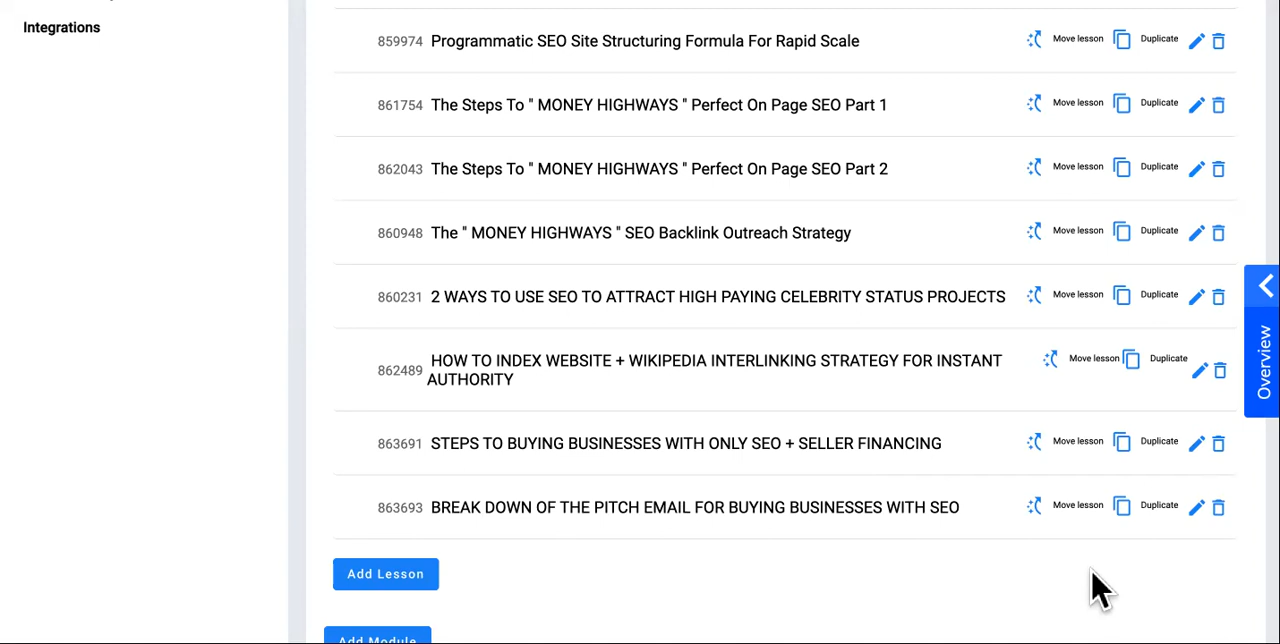 Integrations
859974 Programmatic SEO Site Structuring Formula For Rapid Scale Move lesson Duplicate
861754 The Steps To " MONEY HIGHWAYS " Perfect On Page SEO Part 1 Move lesson Duplicate
862043 The Steps To " MONEY HIGHWAYS " Perfect On Page SEO Part 2 Move lesson Duplicate
860948 The " MONEY HIGHWAYS " SEO Backlink Outreach Strategy Move lesson Duplicate
860231 2 WAYS TO USE SEO TO ATTRACT HIGH PAYING CELEBRITY STATUS PROJECTS Move lesson Duplicate
862489 HOW TO INDEX WEBSITE + WIKIPEDIA INTERLINKING STRATEGY FOR INSTANT Move lesson Duplicate
AUTHORITY
863691 STEPS TO BUYING BUSINESSES WITH ONLY SEO + SELLER FINANCING Move lesson Duplicate
863693 BREAK DOWN OF THE PITCH EMAIL FOR BUYING BUSINESSES WITH SEO Move lesson Duplicate
Add Lesson
Add Module
Overview